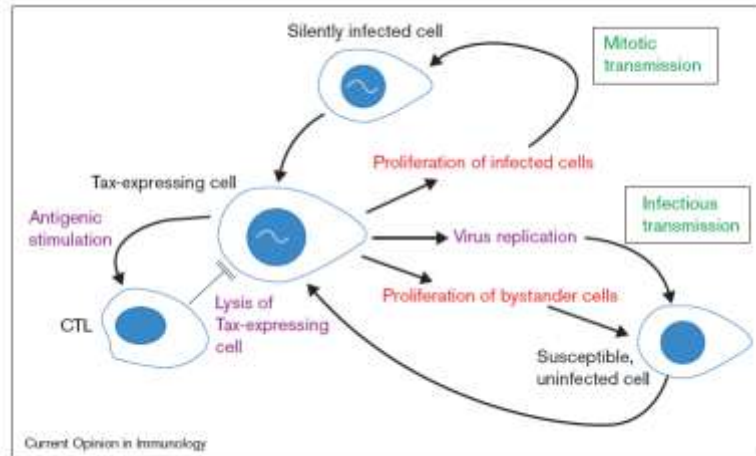 Silently infected cell
Mitotic
transmission
Proliferation of infected cells
Tax-expressing cell
Antigenic
stimulation
Infectious
transmission
Virus replication
Proliferation of bystander cells
CTL
Lysis of
Tax-expressing
cell
Susceptible,
uninfected cell
Current Opinion in Immunology